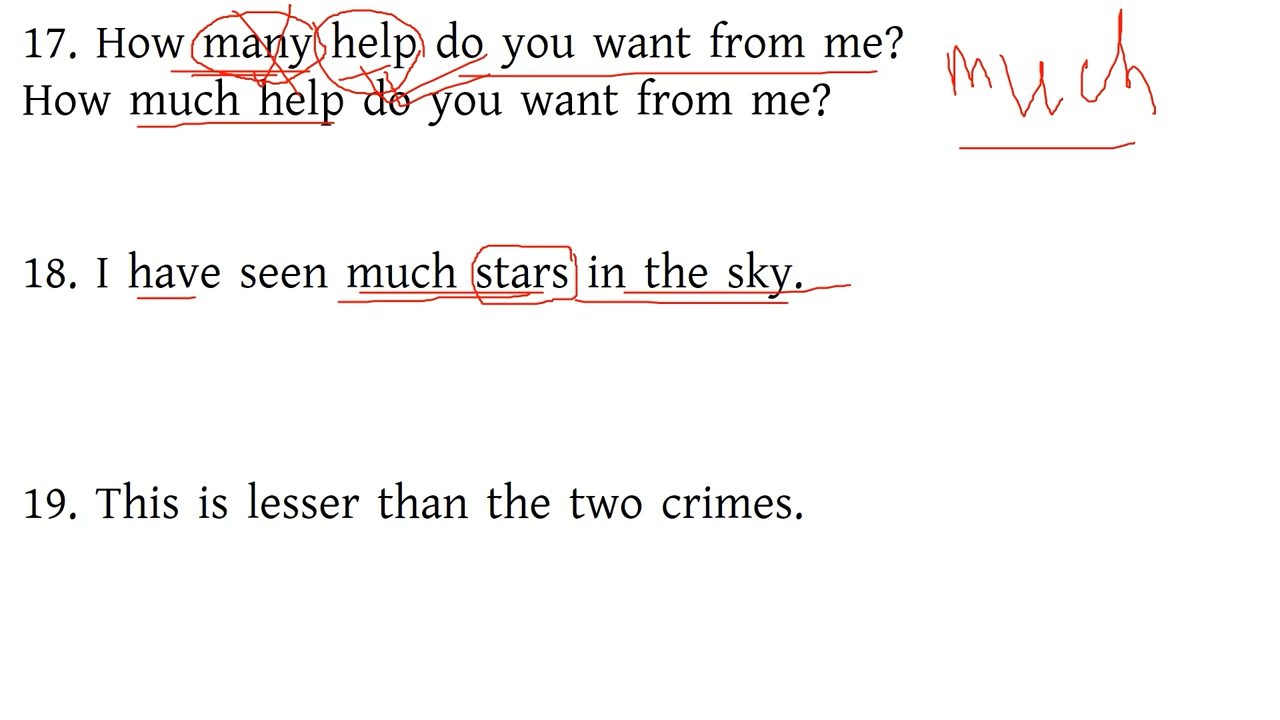 17. How many help do you want from me? much
How much help do you want from me?
18. I have seen much stars in the sky.
19. This is lesser than the two crimes.